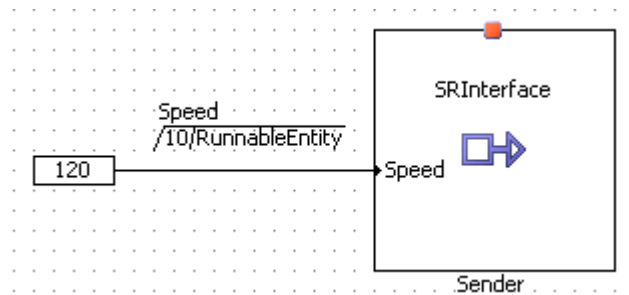 SRInterface
Speed
/10/RunnableEntity
120
Speed
Sender